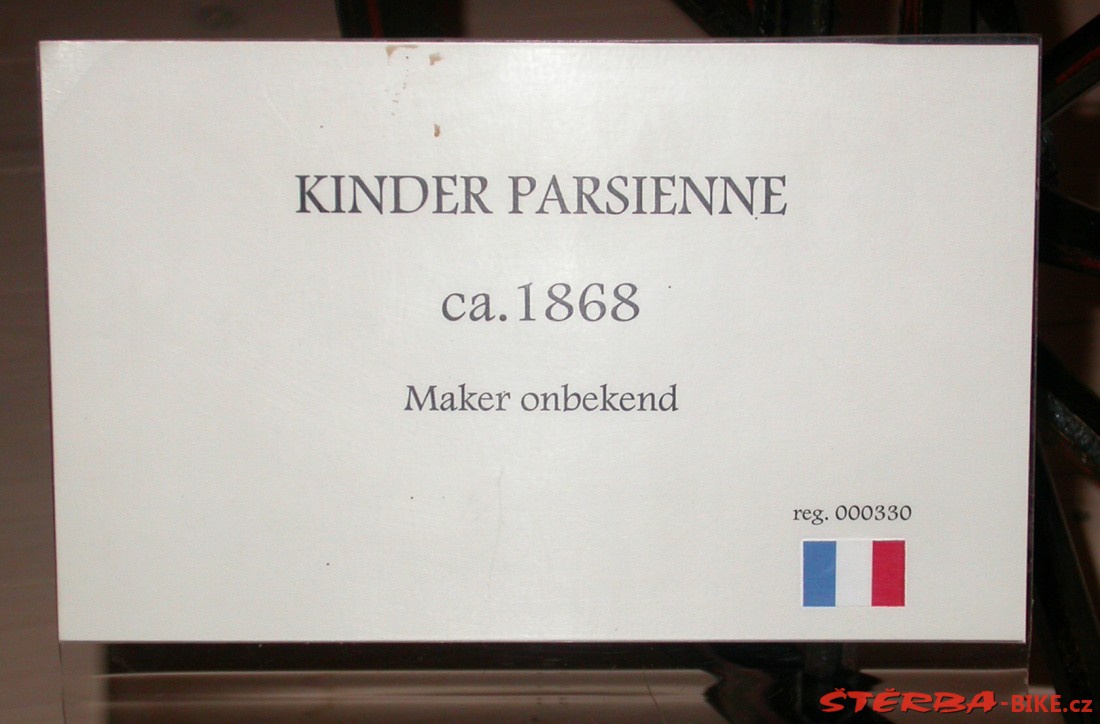 KINDER PARSIENNE
ca.1868
Maker onbekend
reg. 000330
ŠTĚRBA-BIKE.cz